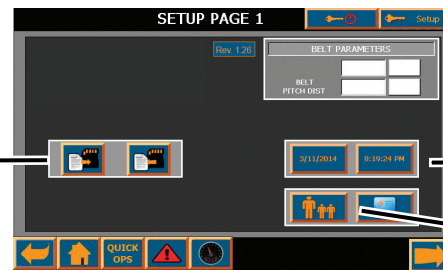 SETUP PAGE 1
Setup
Rev. 1.26
BELT PARAMETERS
BELT
PITCH DIST
3/11/2014
8:19:24 PM
QUICK
OPS